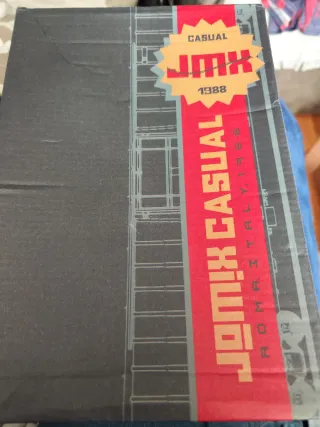 CASUAL
JMX
1988
JOMIX CASUAL
ROMA ITALY 1988